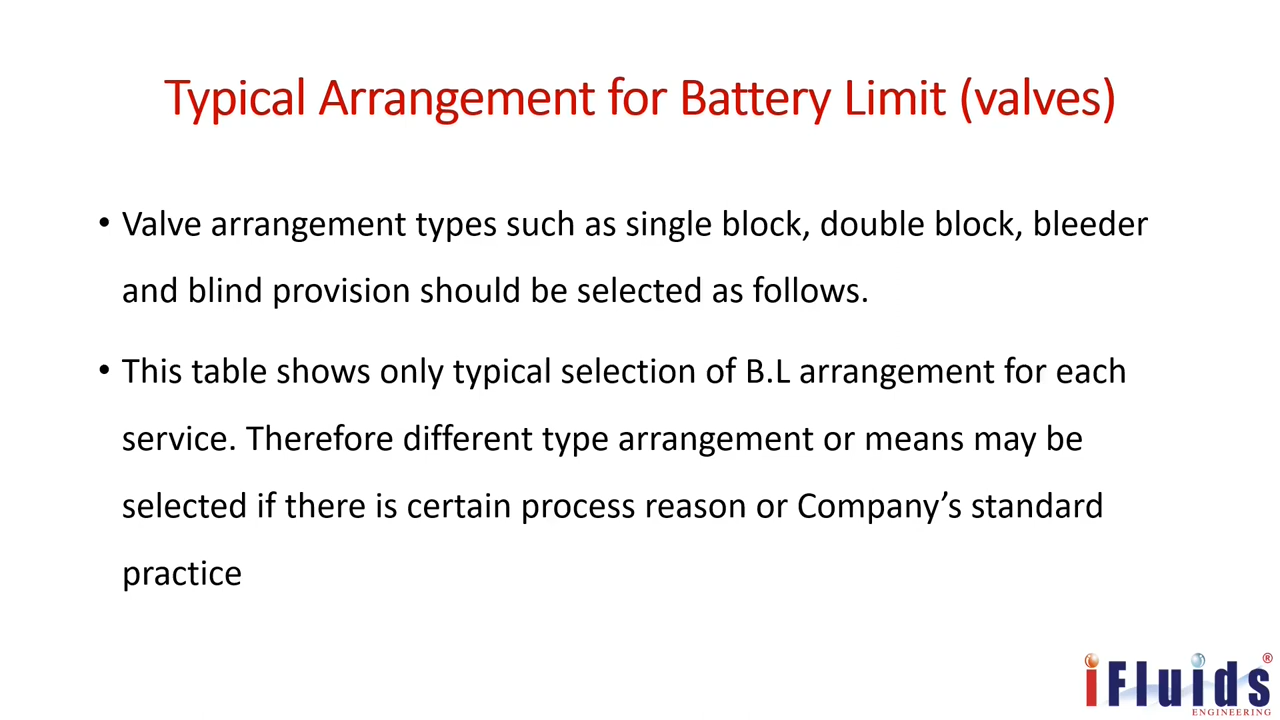 Typical Arrangement for Battery Limit (valves)
• Valve arrangement types such as single block, double block, bleeder
and blind provision should be selected as follows.
• This table shows only typical selection of B.L arrangement for each
service. Therefore different type arrangement or means may be
selected if there is certain process reason or Company’s standard
practice
iFluids®
ENGINEERING